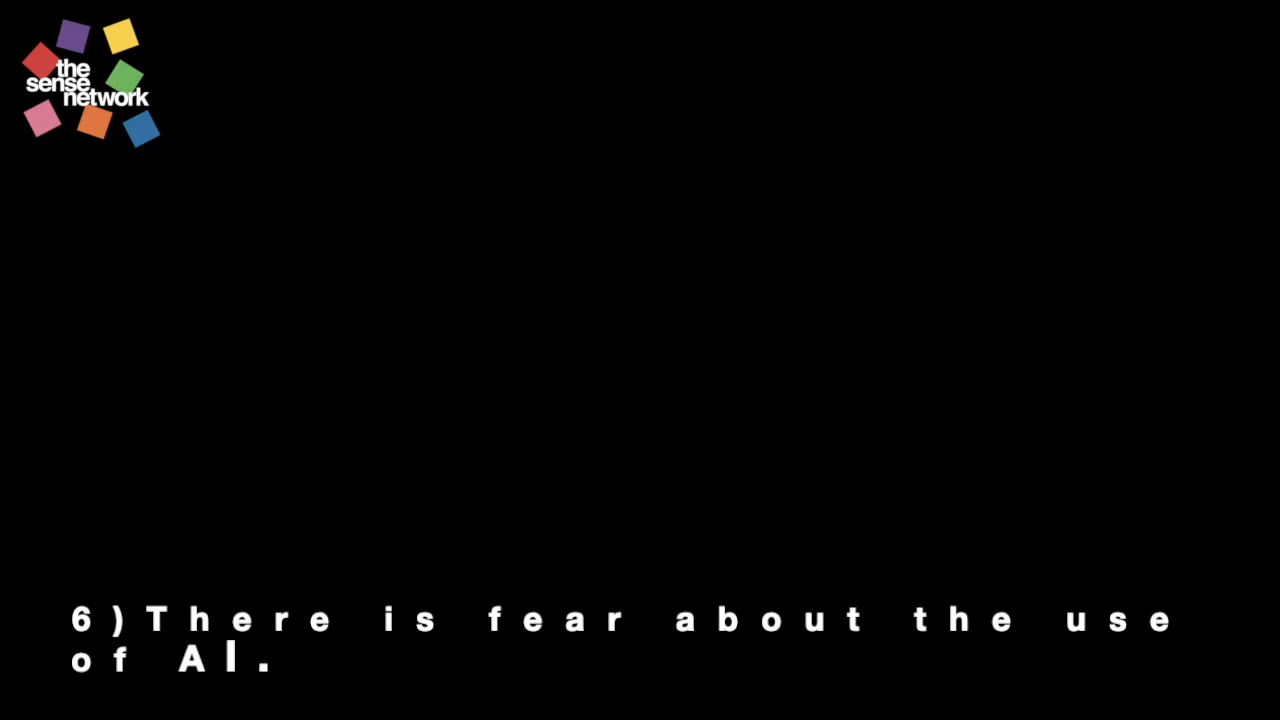 the
sense
network
6)There is fear about the use
of AI.